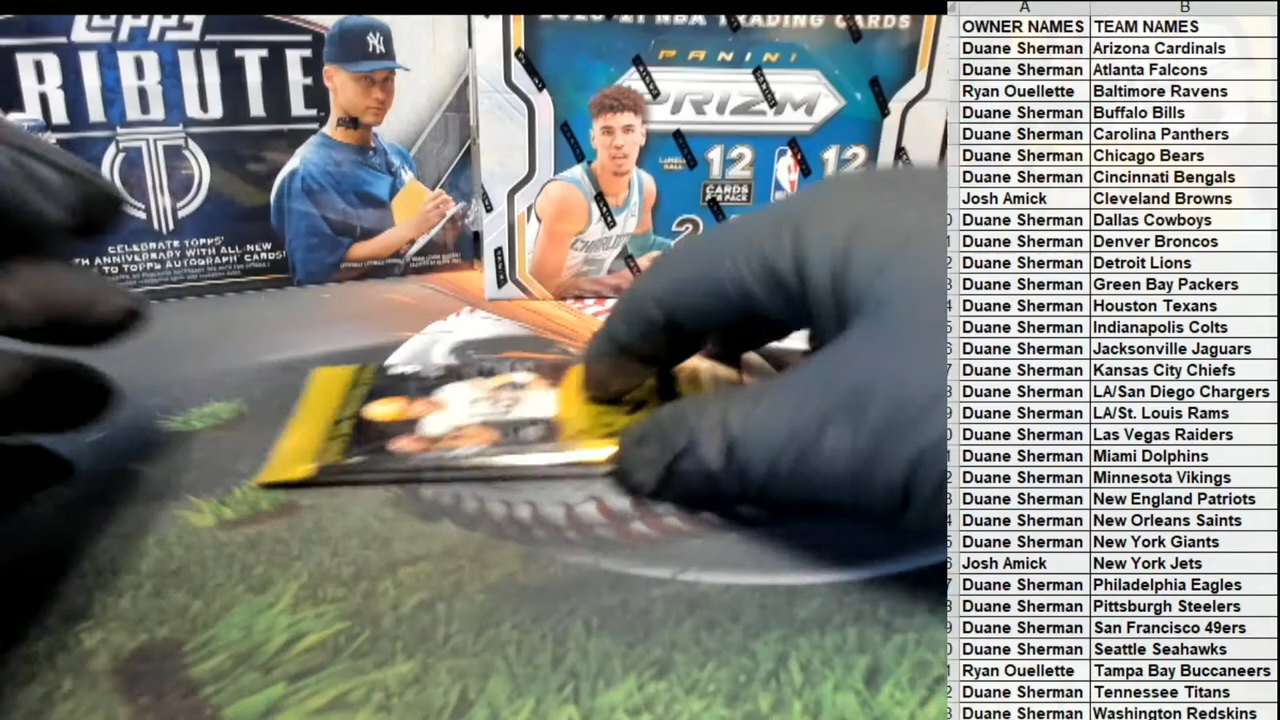 TOPPS
TRIBUTE
CELEBRATE TOPPS'
TH ANNIVERSARY WITH ALL-NEW
TO TOPPS AUTOGRAPH CARDS!
2020-21 NBA TRADING CARDS
PANINI
PRIZM
12
CARDS
PER PACK
12
2
CHARLOTTE
A B
OWNER NAMES TEAM NAMES
Duane Sherman Arizona Cardinals
Duane Sherman Atlanta Falcons
Ryan Ouellette Baltimore Ravens
Duane Sherman Buffalo Bills
Duane Sherman Carolina Panthers
Duane Sherman Chicago Bears
Duane Sherman Cincinnati Bengals
Josh Amick Cleveland Browns
Duane Sherman Dallas Cowboys
Duane Sherman Denver Broncos
Duane Sherman Detroit Lions
Duane Sherman Green Bay Packers
Duane Sherman Houston Texans
Duane Sherman Indianapolis Colts
Duane Sherman Jacksonville Jaguars
Duane Sherman Kansas City Chiefs
Duane Sherman LA/San Diego Chargers
Duane Sherman LA/St. Louis Rams
Duane Sherman Las Vegas Raiders
Duane Sherman Miami Dolphins
Duane Sherman Minnesota Vikings
Duane Sherman New England Patriots
Duane Sherman New Orleans Saints
Duane Sherman New York Giants
Josh Amick New York Jets
Duane Sherman Philadelphia Eagles
Duane Sherman Pittsburgh Steelers
Duane Sherman San Francisco 49ers
Duane Sherman Seattle Seahawks
Ryan Ouellette Tampa Bay Buccaneers
Duane Sherman Tennessee Titans
Duane Sherman Washington Redskins